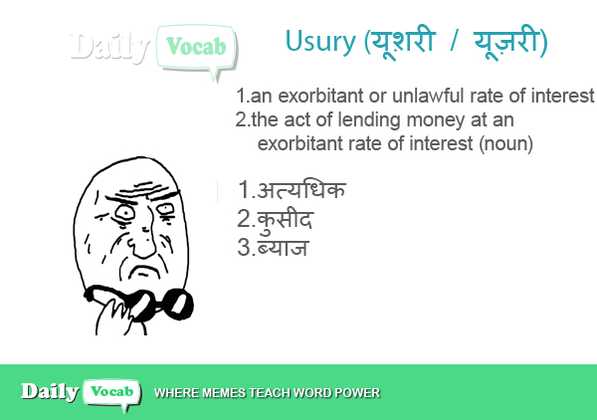 Daily Vocab
Usury (यूश़री / यूज़री)
1.an exorbitant or unlawful rate of interest
2.the act of lending money at an
exorbitant rate of interest (noun)
1.अत्यधिक
2.कुसीद
3.ब्याज
Daily Vocab WHERE MEMES TEACH WORD POWER